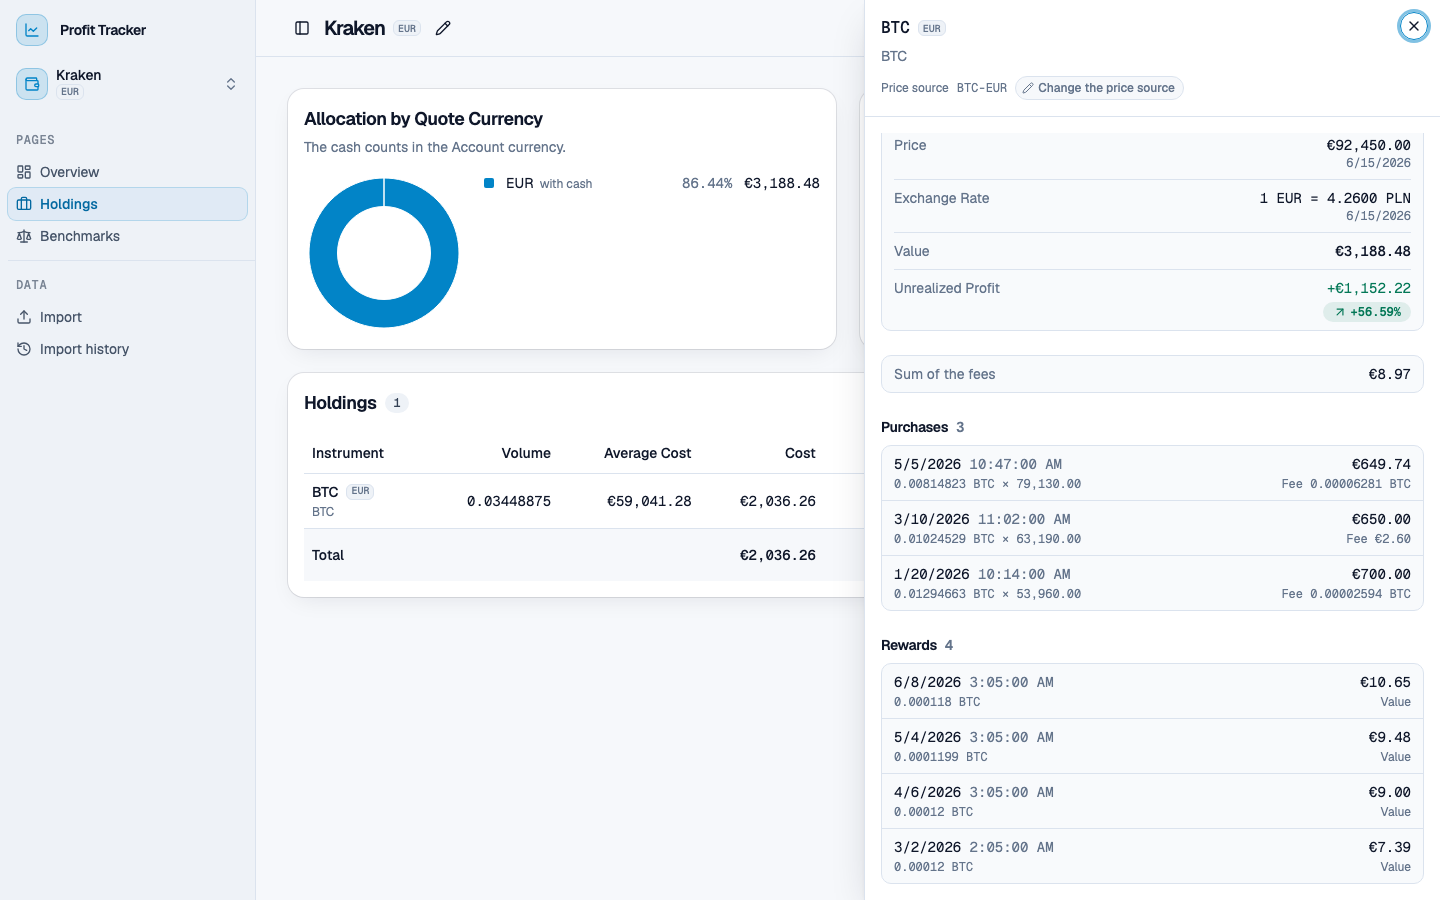 Profit Tracker
Kraken
EUR
PAGES
Overview
Holdings
Benchmarks
DATA
Import
Import history
Kraken EUR
Allocation by Quote Currency
The cash counts in the Account currency.
EUR with cash 86.44% €3,188.48
Holdings 1
Instrument Volume Average Cost Cost
BTC EUR 0.03448875 €59,041.28 €2,036.26
BTC
Total €2,036.26
BTC EUR
BTC
Price source BTC-EUR Change the price source
Price €92,450.00
6/15/2026
Exchange Rate 1 EUR = 4.2600 PLN
6/15/2026
Value €3,188.48
Unrealized Profit +€1,152.22
+56.59%
Sum of the fees €8.97
Purchases 3
5/5/2026 10:47:00 AM €649.74
0.00814823 BTC × 79,130.00 Fee 0.00006281 BTC
3/10/2026 11:02:00 AM €650.00
0.01024529 BTC × 63,190.00 Fee €2.60
1/20/2026 10:14:00 AM €700.00
0.01294663 BTC × 53,960.00 Fee 0.00002594 BTC
Rewards 4
6/8/2026 3:05:00 AM €10.65
0.000118 BTC Value
5/4/2026 3:05:00 AM €9.48
0.0001199 BTC Value
4/6/2026 3:05:00 AM €9.00
0.00012 BTC Value
3/2/2026 2:05:00 AM €7.39
0.00012 BTC Value